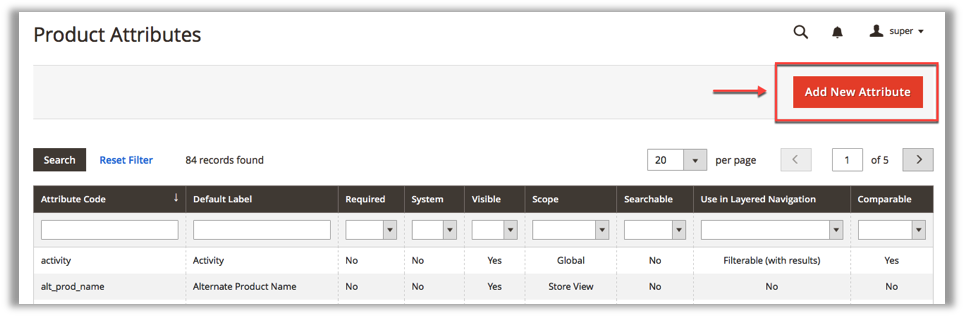 Product Attributes
super
Add New Attribute
Search Reset Filter 84 records found 20 per page 1 of 5
Attribute Code Default Label Required System Visible Scope Searchable Use in Layered Navigation Comparable
activity Activity No No Yes Global No Filterable (with results) Yes
alt_prod_name Alternate Product Name No No Yes Store View No No No